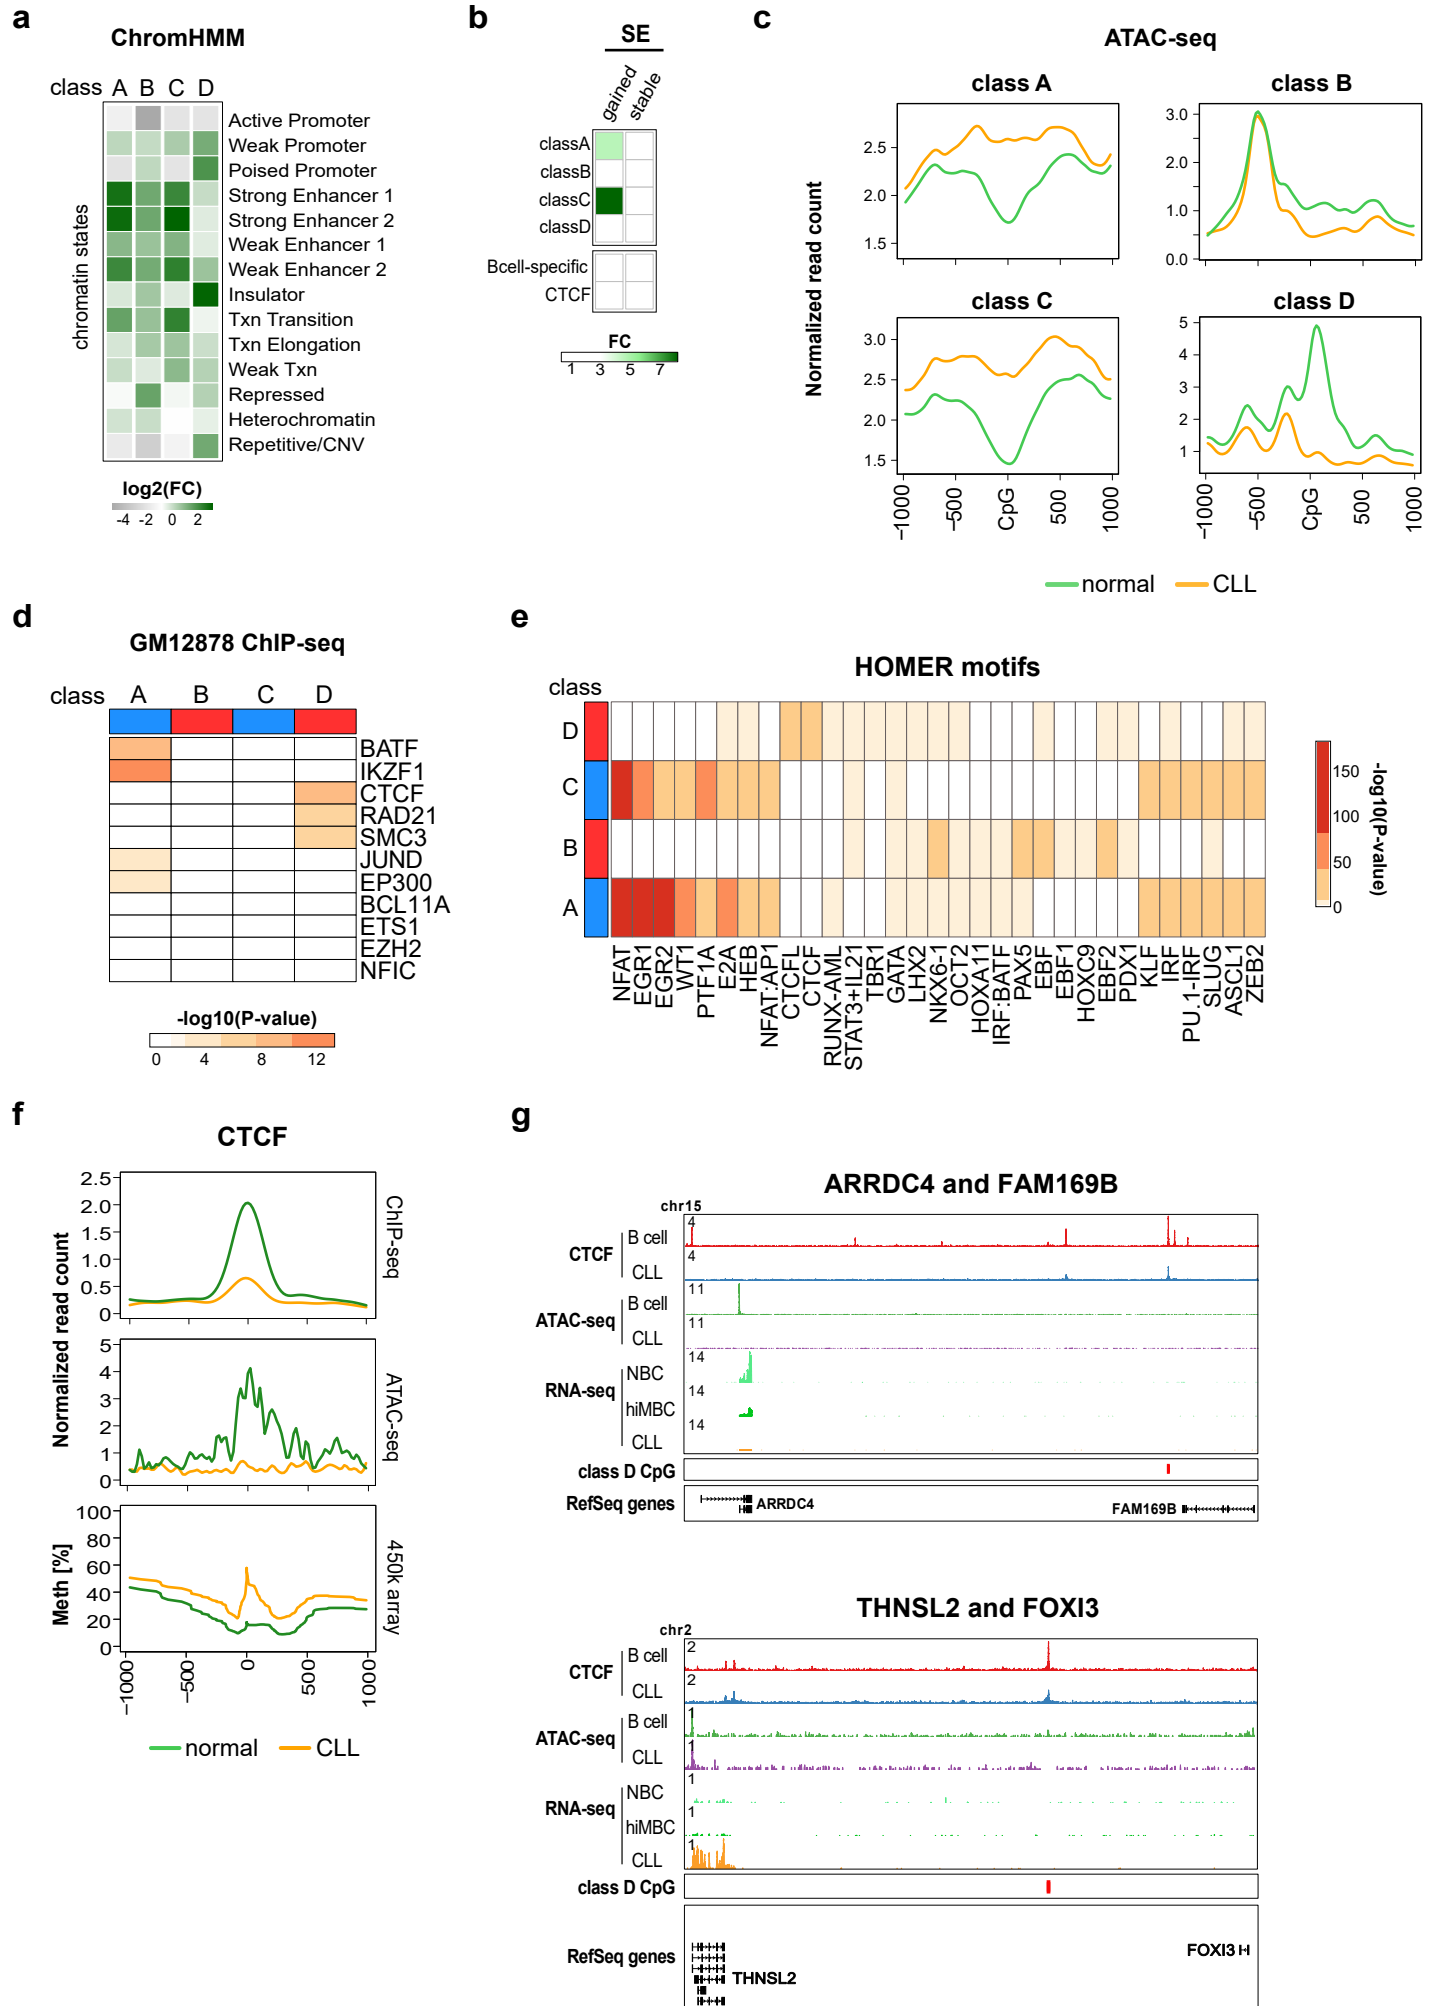 a
ChromHMM
class A B C D
chromatin states
Active Promoter
Weak Promoter
Poised Promoter
Strong Enhancer 1
Strong Enhancer 2
Weak Enhancer 1
Weak Enhancer 2
Insulator
Txn Transition
Txn Elongation
Weak Txn
Repressed
Heterochromatin
Repetitive/CNV
log2(FC)
-4 -2 0 2
b
SE
gained stable
classA
classB
classC
classD
Bcell-specific
CTCF
FC
1 3 5 7
c
ATAC-seq
Normalized read count
class A
2.5
2.0
1.5
class B
3.0
2.0
1.0
0.0
class C
3.0
2.5
2.0
1.5
−1000 −500 CpG 500 1000
class D
5
4
3
2
1
−1000 −500 CpG 500 1000
normal CLL
d
GM12878 ChIP-seq
class A B C D
BATF
IKZF1
CTCF
RAD21
SMC3
JUND
EP300
BCL11A
ETS1
EZH2
NFIC
-log10(P-value)
0 4 8 12
e
HOMER motifs
class
D
C
B
A
NFAT EGR1 EGR2 WT1 PTF1A E2A HEB NFAT:AP1 CTCFL CTCF RUNX-AML STAT3+IL21 TBR1 GATA LHX2 NKX6-1 OCT2 HOXA11 IRF:BATF PAX5 EBF EBF1 HOXC9 EBF2 PDX1 KLF IRF PU.1-IRF SLUG ASCL1 ZEB2
150
100
50
0
-log10(P-value)
f
CTCF
Normalized read count
2.5
2.0
1.5
1.0
0.5
0
ChIP-seq
5
4
3
2
1
0
ATAC-seq
Meth [%]
100
80
60
40
20
0
450k array
−1000 −500 0 500 1000
normal CLL
g
ARRDC4 and FAM169B
chr15
CTCF
B cell 4
CLL 4
ATAC-seq
B cell 11
CLL 11
RNA-seq
NBC 14
hiMBC 14
CLL 14
class D CpG
RefSeq genes
ARRDC4
FAM169B
THNSL2 and FOXI3
chr2
CTCF
B cell 2
CLL 2
ATAC-seq
B cell 1
CLL 1
RNA-seq
NBC 1
hiMBC 1
CLL 1
class D CpG
RefSeq genes
THNSL2
FOXI3